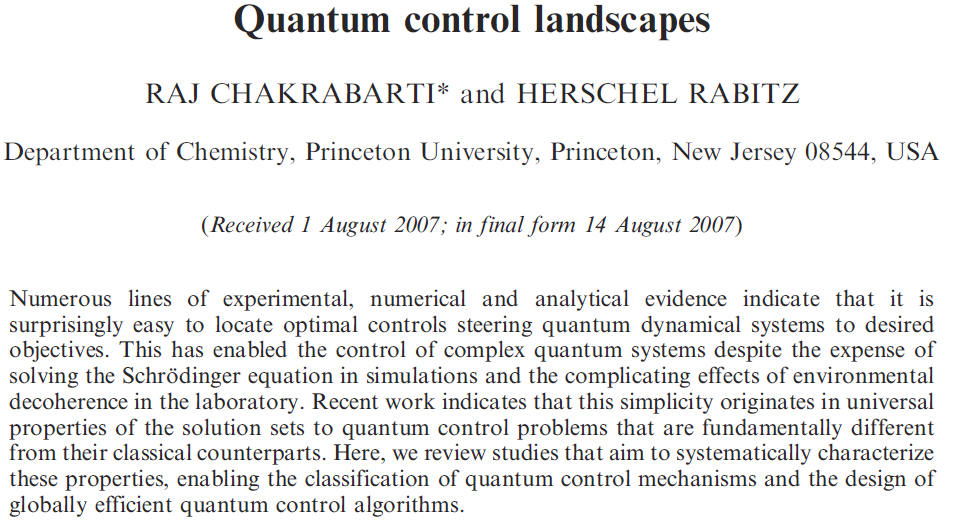 Quantum control landscapes
RAJ CHAKRABARTI* and HERSCHEL RABITZ
Department of Chemistry, Princeton University, Princeton, New Jersey 08544, USA
(Received 1 August 2007; in final form 14 August 2007)
Numerous lines of experimental, numerical and analytical evidence indicate that it is
surprisingly easy to locate optimal controls steering quantum dynamical systems to desired
objectives. This has enabled the control of complex quantum systems despite the expense of
solving the Schrödinger equation in simulations and the complicating effects of environmental
decoherence in the laboratory. Recent work indicates that this simplicity originates in universal
properties of the solution sets to quantum control problems that are fundamentally different
from their classical counterparts. Here, we review studies that aim to systematically characterize
these properties, enabling the classification of quantum control mechanisms and the design of
globally efficient quantum control algorithms.